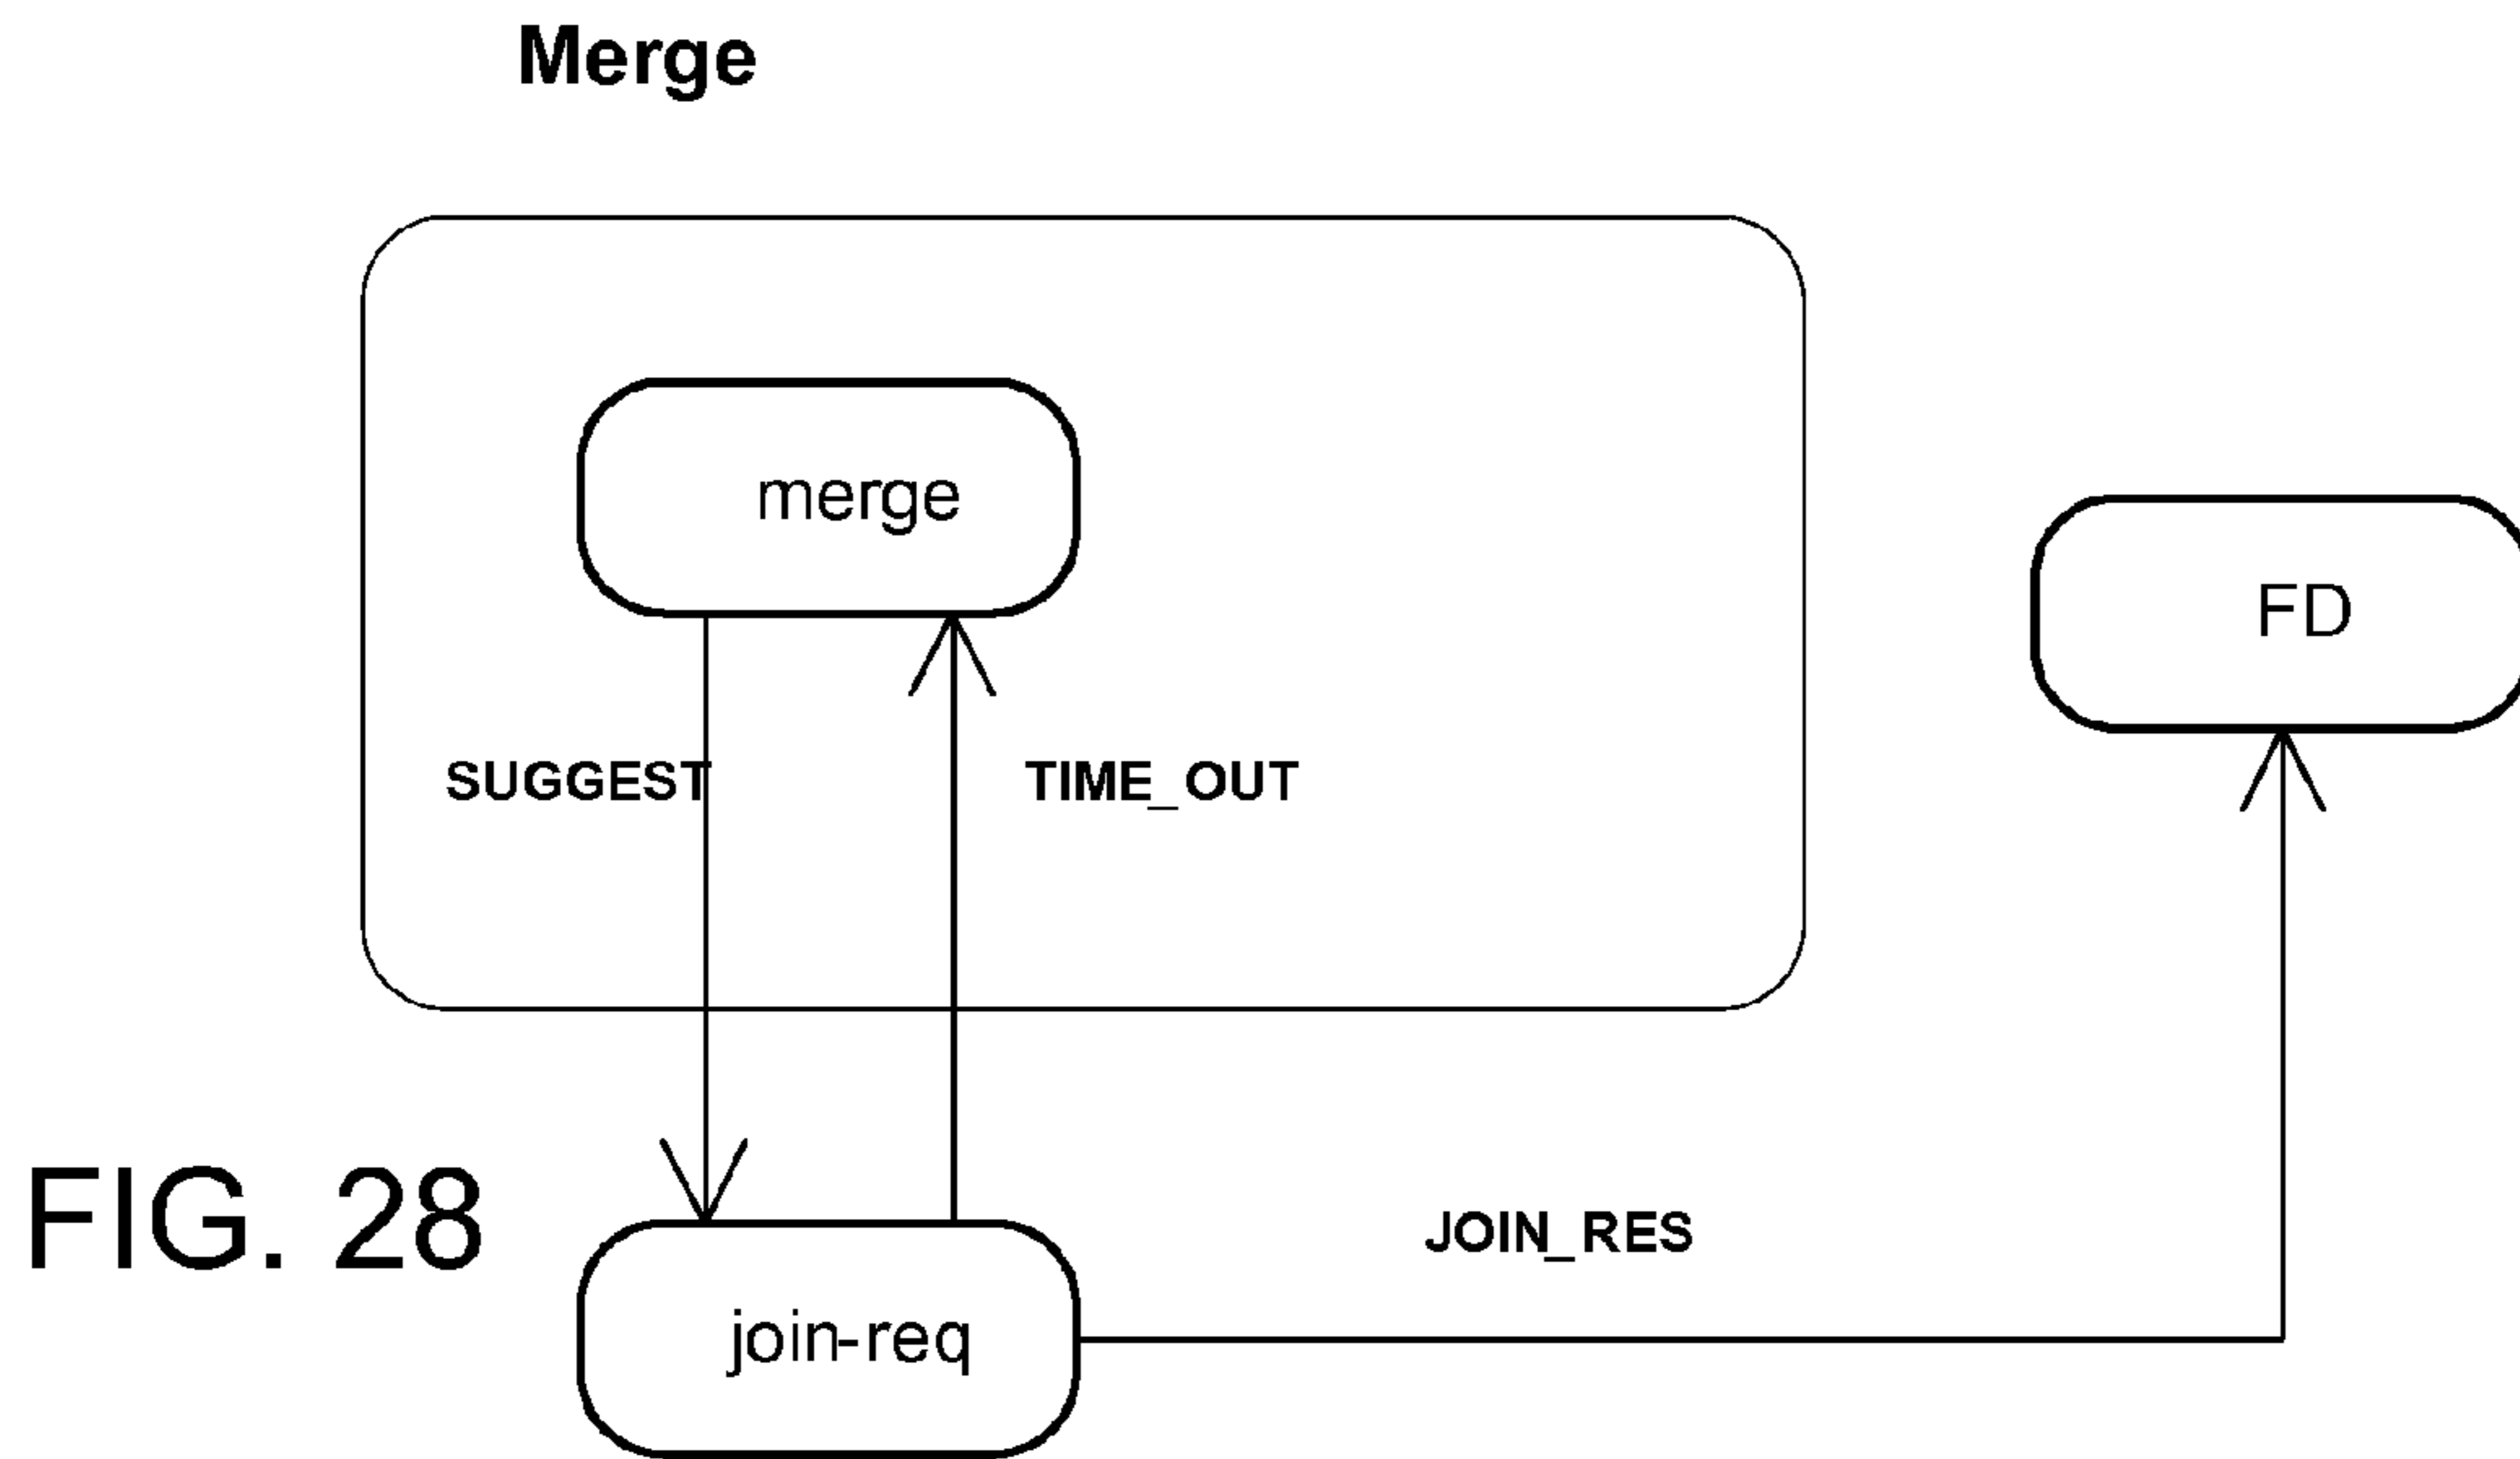 Merge
merge
FD
SUGGEST
TIME_OUT
FIG. 28
JOIN_RES
join-req